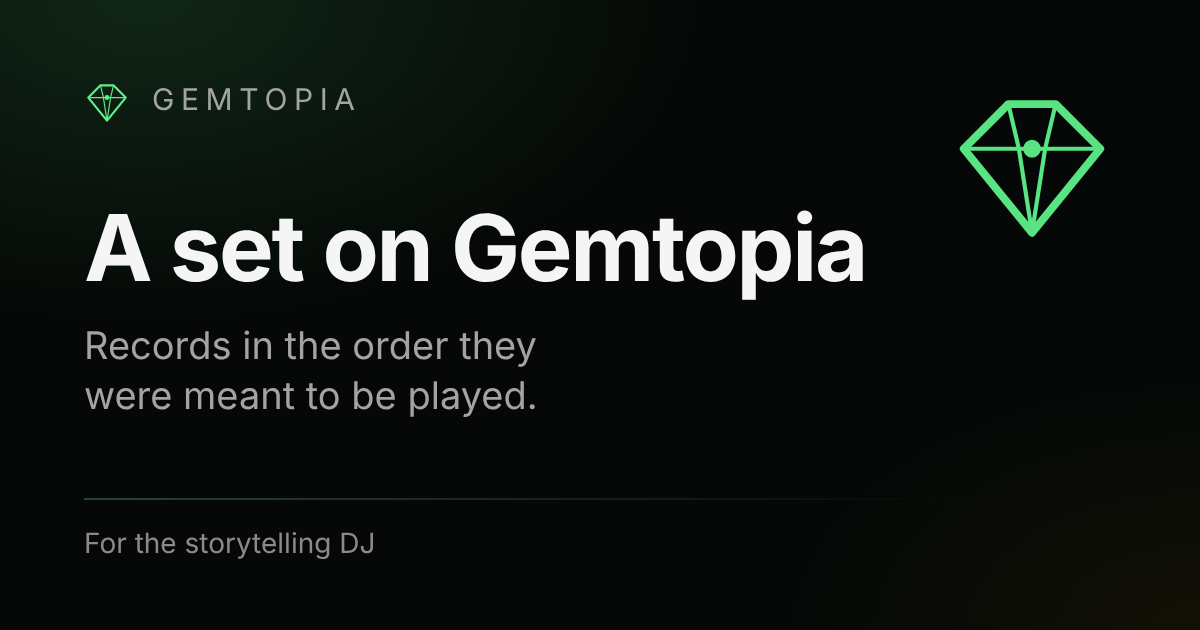 GEMTOPIA
A set on Gemtopia
Records in the order they
were meant to be played.
For the storytelling DJ